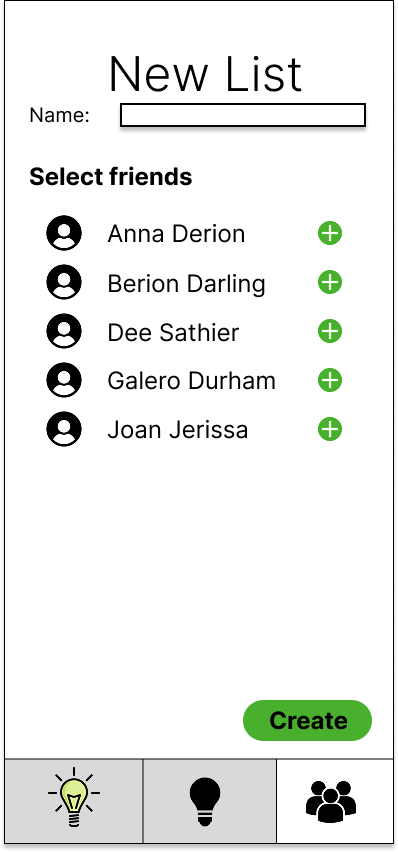 New List
Name:
Select friends
Anna Derion
Berion Darling
Dee Sathier
Galero Durham
Joan Jerissa
Create